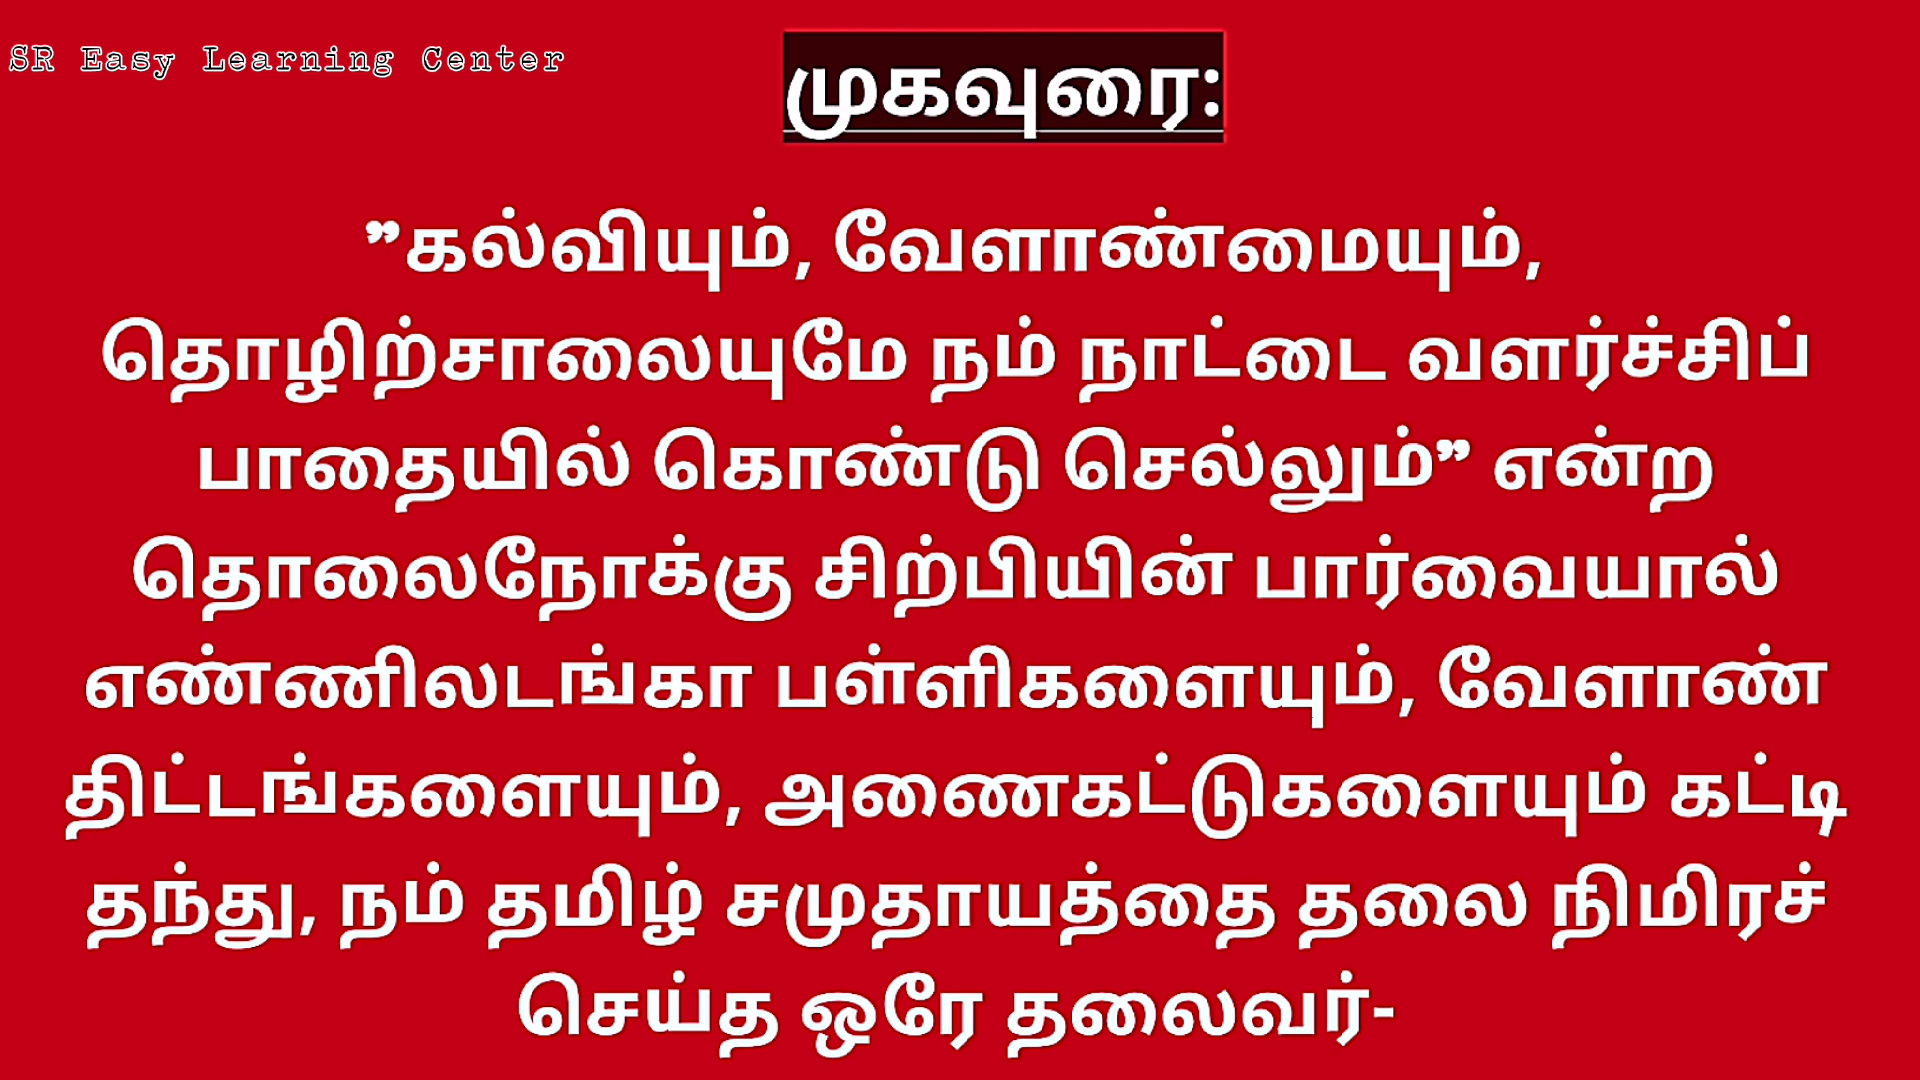 SR Easy Learning Center
முகவுரை:
"கல்வியும், வேளாண்மையும்,
தொழிற்சாலையுமே நம் நாட்டை வளர்ச்சிப்
பாதையில் கொண்டு செல்லும்" என்ற
தொலைநோக்கு சிற்பியின் பார்வையால்
எண்ணிலடங்கா பள்ளிகளையும், வேளாண்
திட்டங்களையும், அணைகட்டுகளையும் கட்டி
தந்து, நம் தமிழ் சமுதாயத்தை தலை நிமிரச்
செய்த ஒரே தலைவர்-